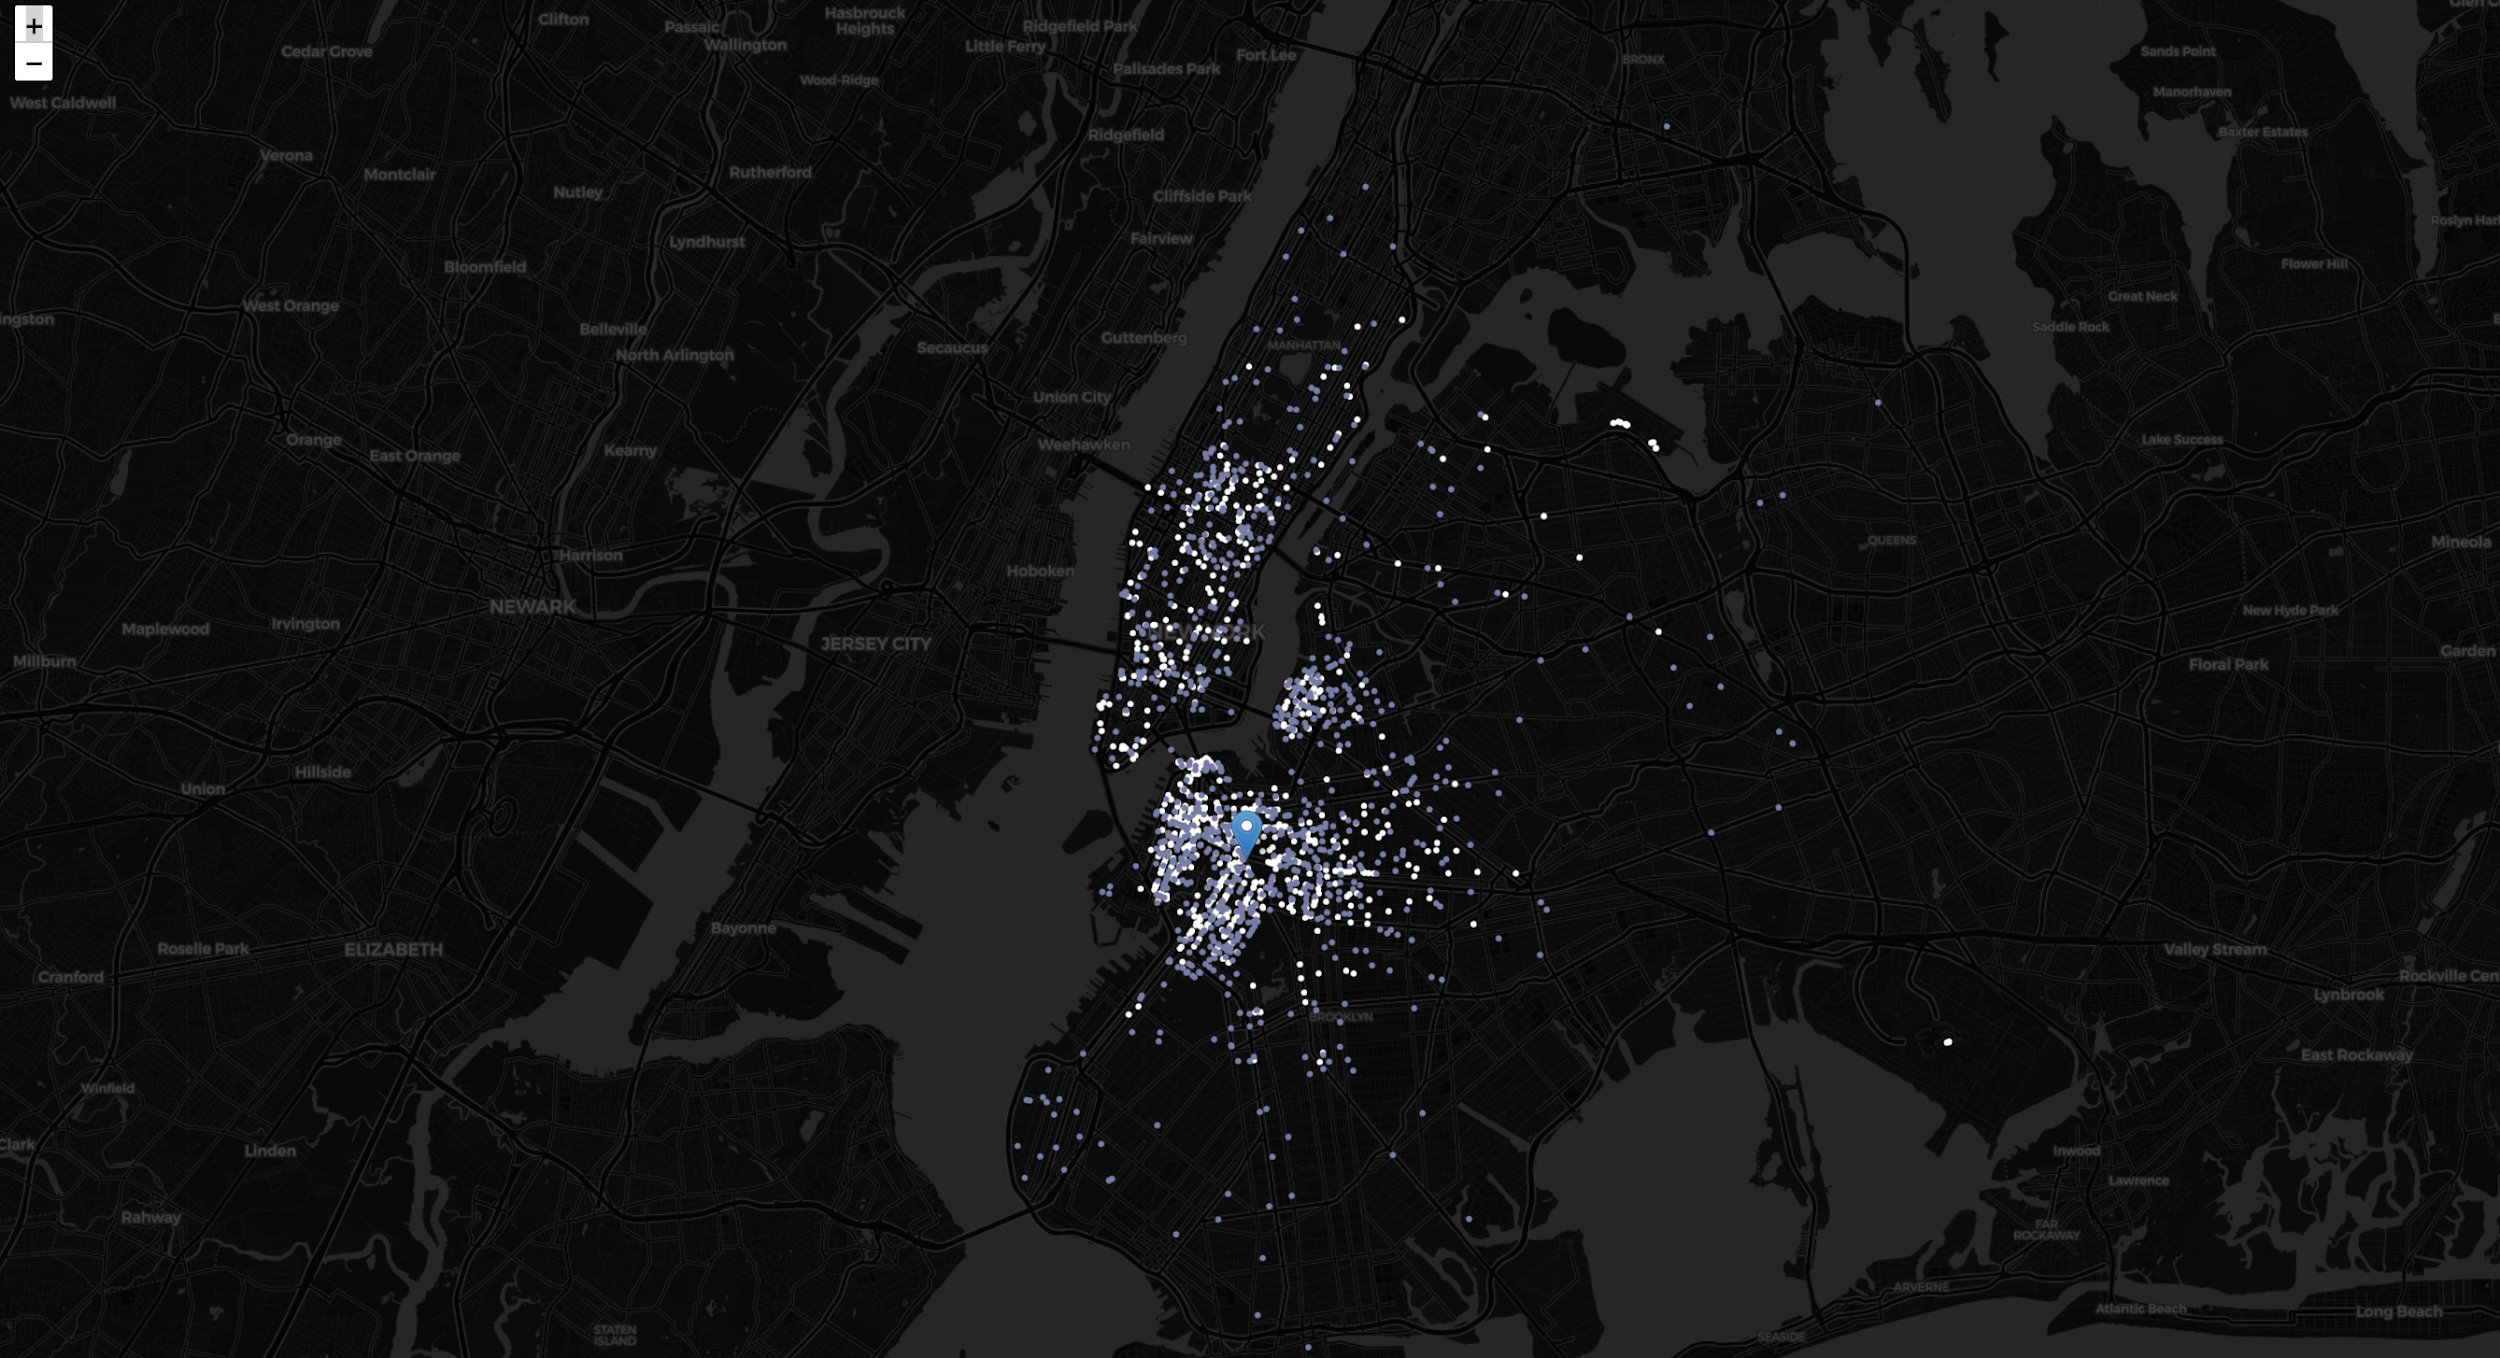 +
−
Clifton
Passaic
Hasbrouck
Heights
Ridgefield Park
Wallington
Little Ferry
Cedar Grove
Palisades Park
Fort Lee
BRONX
Sands Point
Wood-Ridge
Manorhaven
West Caldwell
Baxter Estates
Ridgefield
Verona
Montclair
Rutherford
Nutley
Cliffside Park
Roslyn Har
Lyndhurst
Fairview
Bloomfield
Flower Hill
Great Neck
West Orange
ingston
Belleville
Saddle Rock
Guttenberg
MANHATTAN
Secaucus
North Arlington
Union City
Orange
Weehawken
Lake Success
Kearny
East Orange
QUEENS
Mineola
Harrison
Hoboken
NEWARK
New Hyde Park
Irvington
Maplewood
NEW YORK
JERSEY CITY
Garden
Millburn
Floral Park
Hillside
Union
Bayonne
Roselle Park
ELIZABETH
Valley Stream
Cranford
Rockville Cen
Lynbrook
BROOKLYN
East Rockaway
Winfield
Clark
Linden
Inwood
Lawrence
Rahway
FAR
ROCKAWAY
ARVERNE
Atlantic Beach
Long Beach
STATEN
ISLAND
SEASIDE